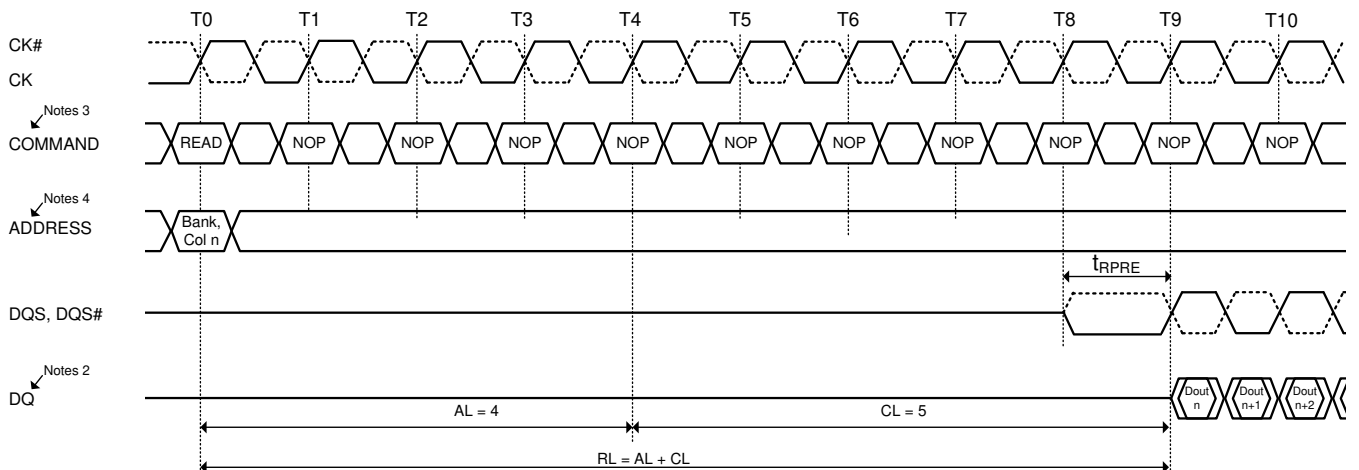 T0 T1 T2 T3 T4 T5 T6 T7 T8 T9 T10
CK#
CK
Notes 3
COMMAND READ NOP NOP NOP NOP NOP NOP NOP NOP NOP NOP
Notes 4
ADDRESS Bank,
Col n
tRPRE
DQS, DQS#
Notes 2
DQ Dout
n Dout
n+1 Dout
n+2
AL = 4 CL = 5
RL = AL + CL